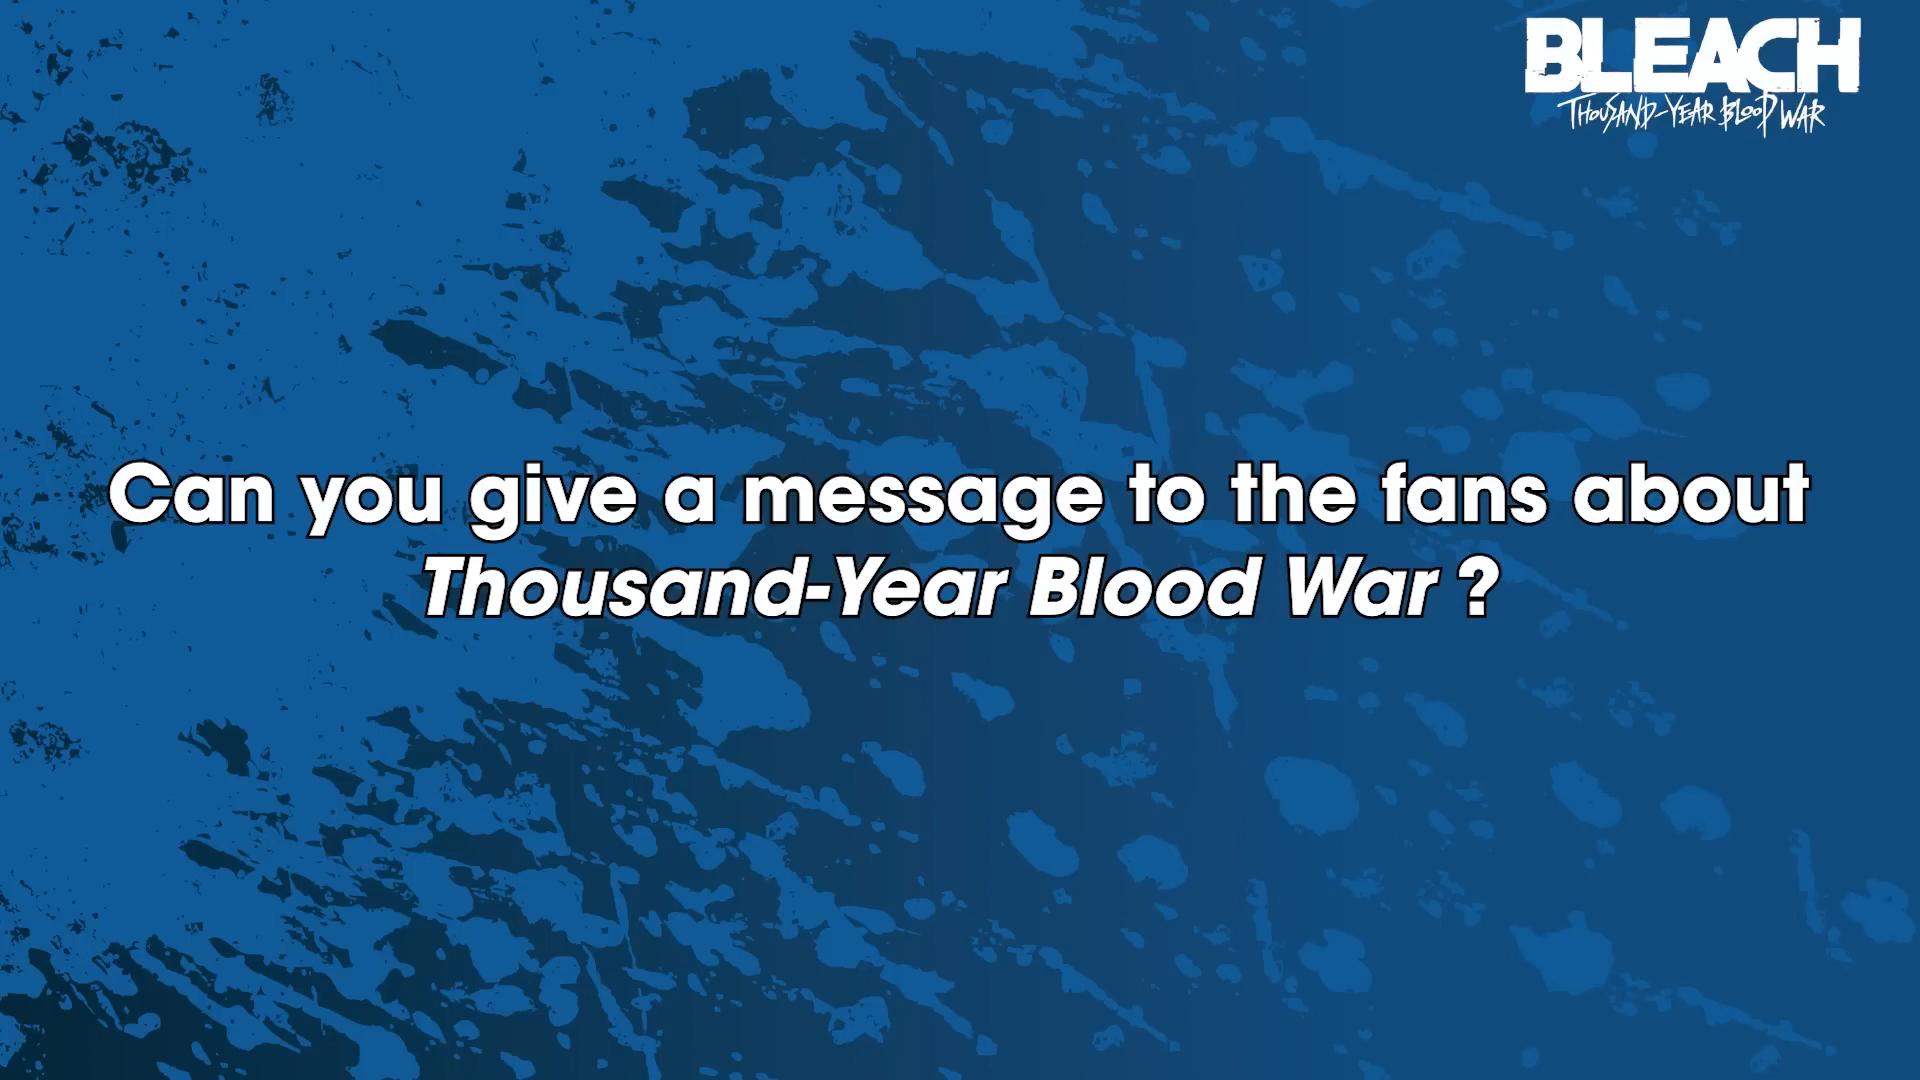 BLEACH
THOUSAND-YEAR BLOOD WAR
Can you give a message to the fans about
Thousand-Year Blood War ?